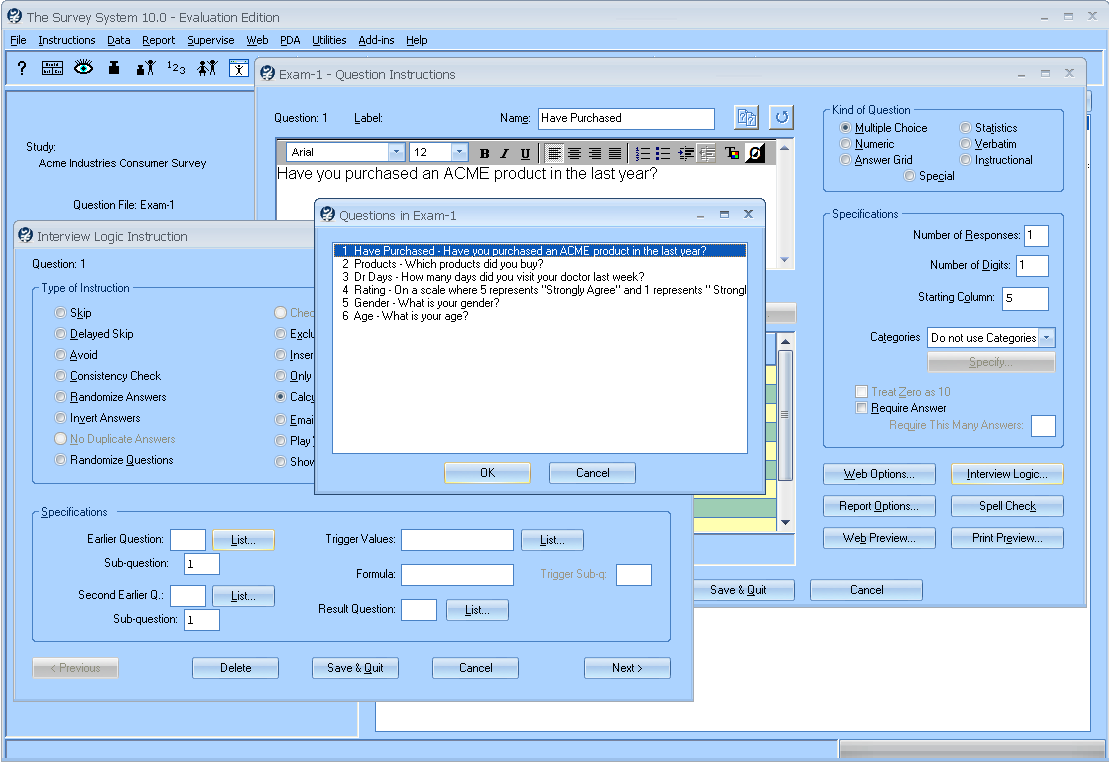 The Survey System 10.0 - Evaluation Edition
File Instructions Data Report Supervise Web PDA Utilities Add-ins Help
Exam-1 - Question Instructions
Study:
Acme Industries Consumer Survey
Question File: Exam-1
Question: 1 Label: Name: Have Purchased
Arial 12 B I U
Have you purchased an ACME product in the last year?
Kind of Question
Multiple Choice Statistics
Numeric Verbatim
Answer Grid Instructional
Special
Specifications
Number of Responses: 1
Number of Digits: 1
Starting Column: 5
Categories Do not use Categories
Specify...
Treat Zero as 10
Require Answer
Require This Many Answers:
Web Options... Interview Logic...
Report Options... Spell Check
Web Preview... Print Preview...
Save & Quit Cancel
Questions in Exam-1
1 Have Purchased - Have you purchased an ACME product in the last year?
2 Products - Which products did you buy?
3 Dr Days - How many days did you visit your doctor last week?
4 Rating - On a scale where 5 represents "Strongly Agree" and 1 represents " Strongl
5 Gender - What is your gender?
6 Age - What is your age?
OK Cancel
Interview Logic Instruction
Question: 1
Type of Instruction
Skip Chec
Delayed Skip Exclu
Avoid Inser
Consistency Check Only
Randomize Answers Calcu
Invert Answers Emai
No Duplicate Answers Play
Randomize Questions Show
Specifications
Earlier Question: List... Trigger Values: List...
Sub-question: 1 Formula: Trigger Sub-q:
Second Earlier Q.: List... Result Question: List...
Sub-question: 1
< Previous Delete Save & Quit Cancel Next >